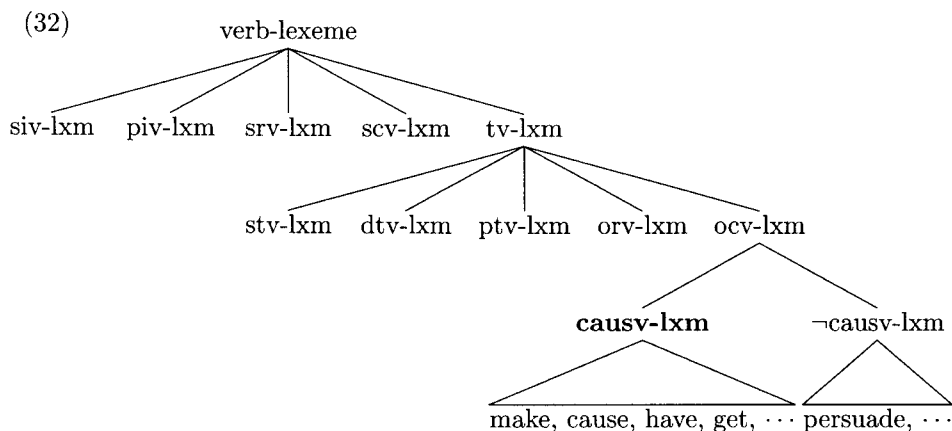 (32)
verb-lexeme
siv-lxm piv-lxm srv-lxm scv-lxm tv-lxm
stv-lxm dtv-lxm ptv-lxm orv-lxm ocv-lxm
causv-lxm ¬causv-lxm
make, cause, have, get, ··· persuade, ···